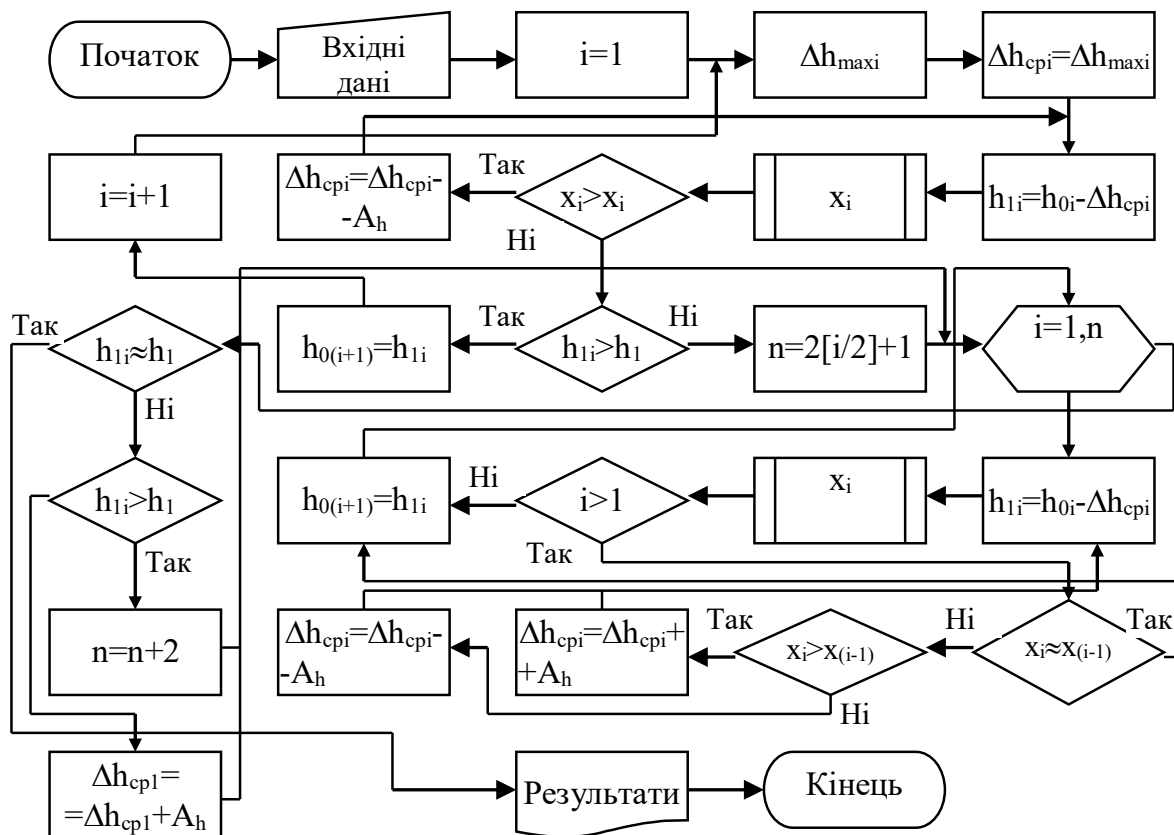 Початок
Вхідні
дані
i=1
Δhmaxi
Δhcpi=Δhmaxi
i=i+1
Δhcpi=Δhcpi-
-Ah
Так
xi>xi
Ні
xi
h1i=h0i-Δhcpi
Так
h1i≈h1
Ні
h0(i+1)=h1i
Так
h1i>h1
Ні
n=2[i/2]+1
i=1,n
h1i>h1
Так
h0(i+1)=h1i
Ні
i>1
Так
xi
h1i=h0i-Δhcpi
n=n+2
Δhcpi=Δhcpi-
-Ah
Δhcpi=Δhcpi+
+Ah
Так
xi>x(i-1)
Ні
Ні
xi≈x(i-1)
Так
Δhcp1=
=Δhcp1+Ah
Результати
Кінець